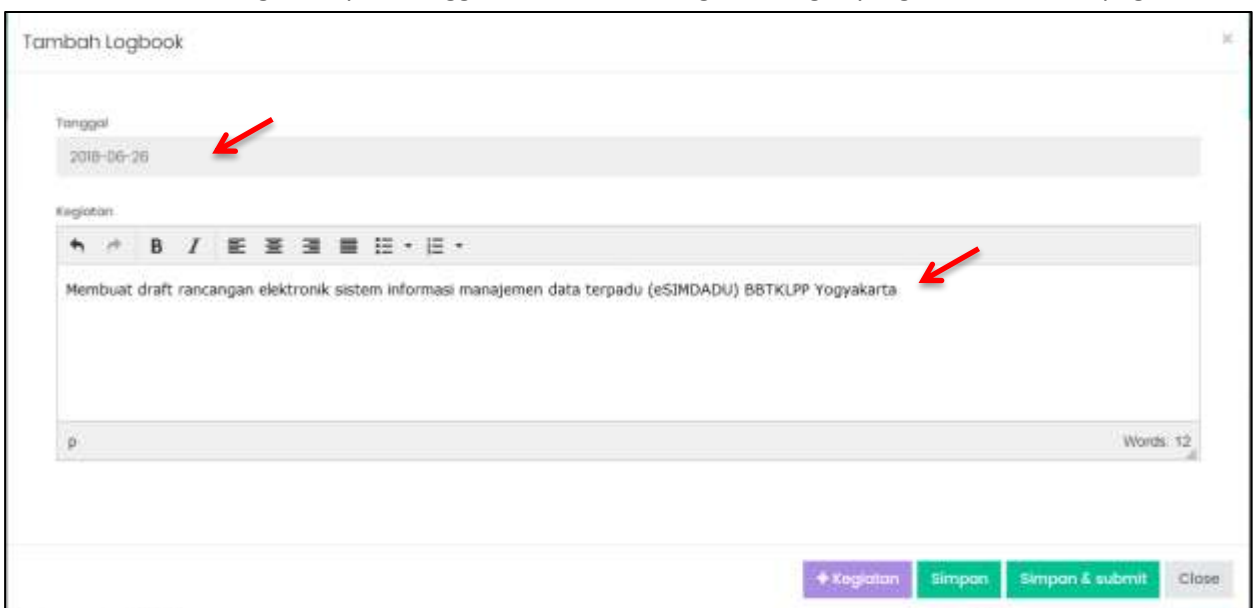 Tambah Logbook ×
Tanggal
2018-06-26
Kegiatan
B I
Membuat draft rancangan elektronik sistem informasi manajemen data terpadu (eSIMDADU) BBTKLPP Yogyakarta
p Words: 12
+ Kegiatan Simpan Simpan & submit Close